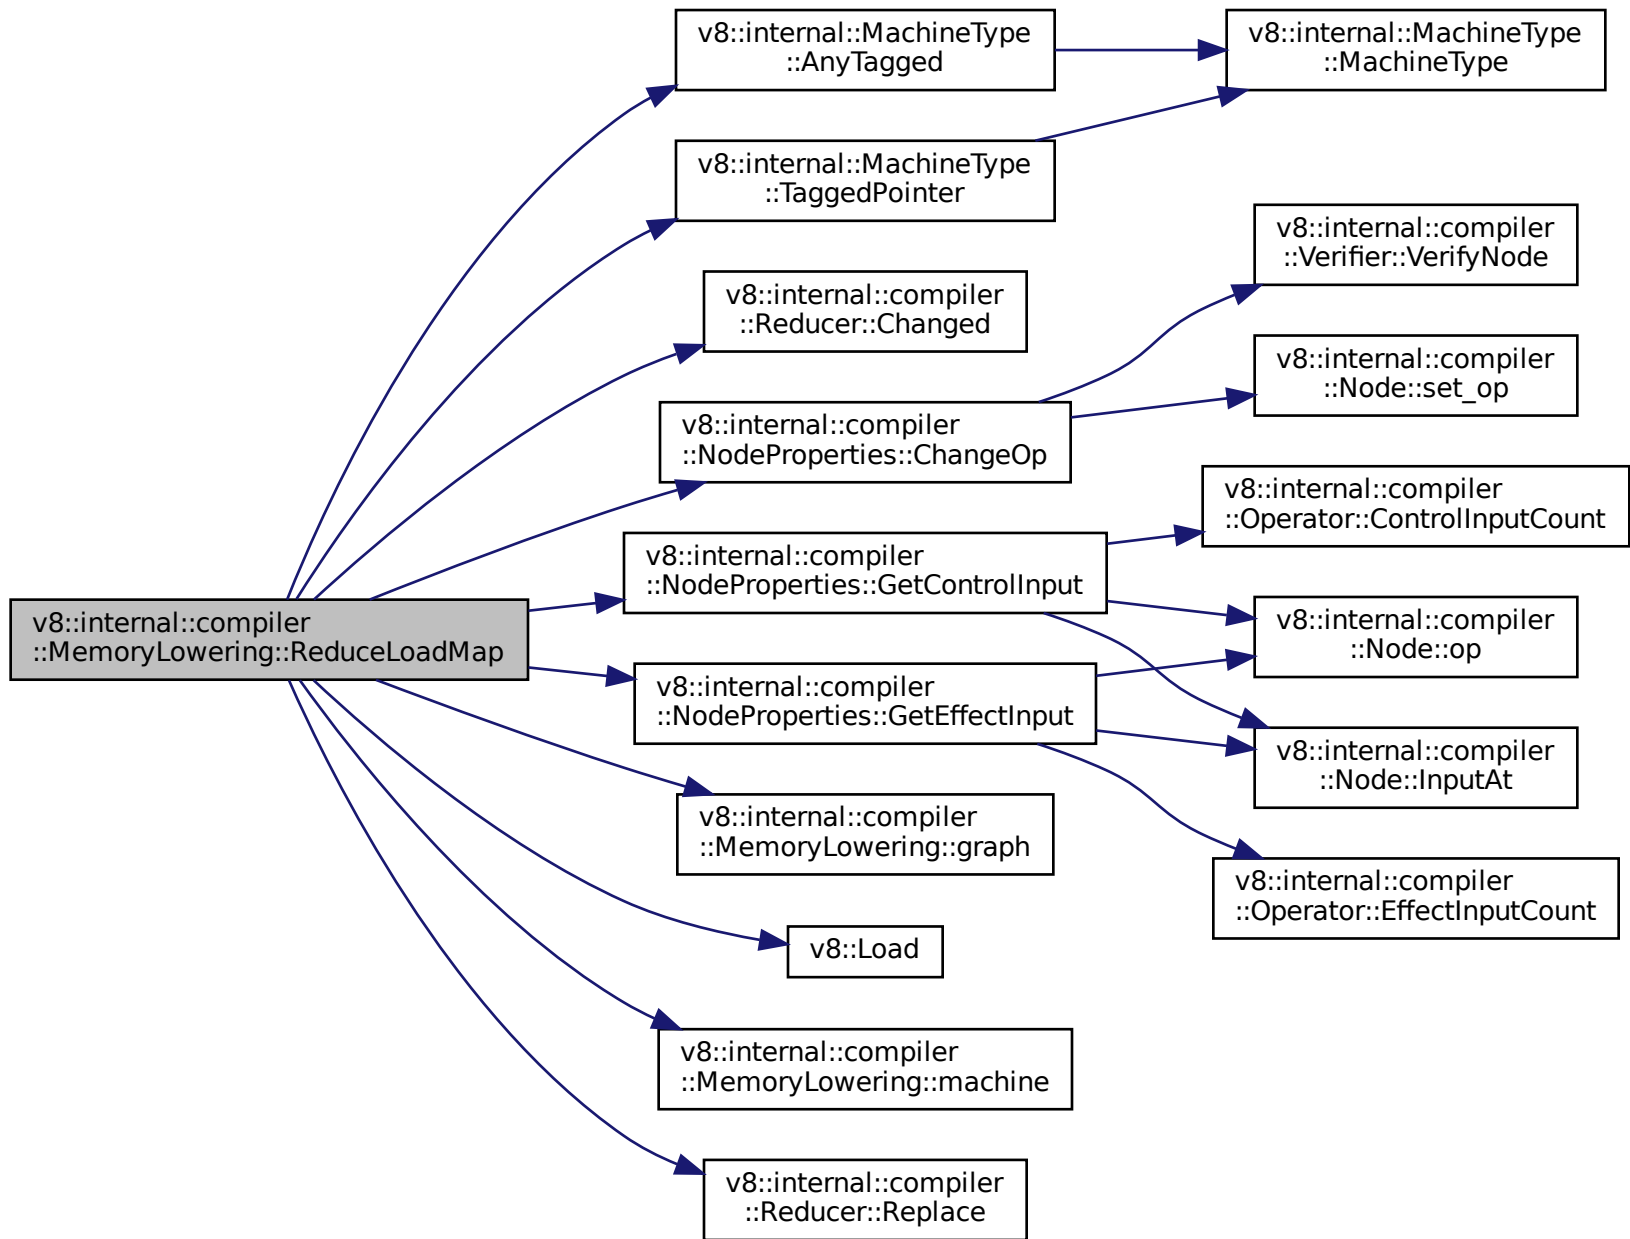 v8::internal::MachineType
::AnyTagged
v8::internal::MachineType
::MachineType
v8::internal::MachineType
::TaggedPointer
v8::internal::compiler
::Verifier::VerifyNode
v8::internal::compiler
::Reducer::Changed
v8::internal::compiler
::Node::set_op
v8::internal::compiler
::NodeProperties::ChangeOp
v8::internal::compiler
::Operator::ControlInputCount
v8::internal::compiler
::NodeProperties::GetControlInput
v8::internal::compiler
::MemoryLowering::ReduceLoadMap
v8::internal::compiler
::Node::op
v8::internal::compiler
::NodeProperties::GetEffectInput
v8::internal::compiler
::Node::InputAt
v8::internal::compiler
::MemoryLowering::graph
v8::internal::compiler
::Operator::EffectInputCount
v8::Load
v8::internal::compiler
::MemoryLowering::machine
v8::internal::compiler
::Reducer::Replace